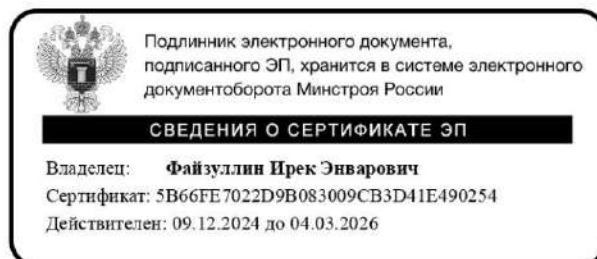 Подлинник электронного документа,
подписанного ЭП, хранится в системе электронного
документоборота Минстроя России
СВЕДЕНИЯ О СЕРТИФИКАТЕ ЭП
Владелец: Файзуллин Ирек Энварович
Сертификат: 5B66FE7022D9B083009CB3D41E490254
Действителен: 09.12.2024 до 04.03.2026